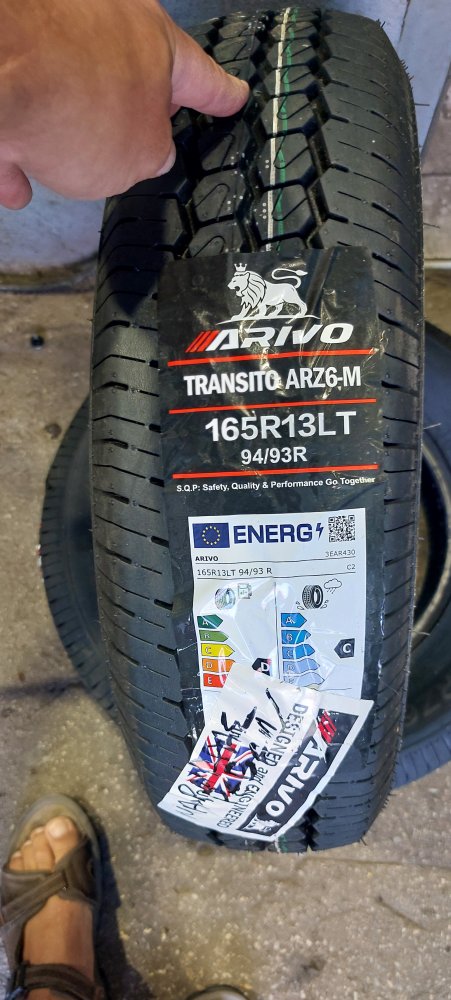 ARIVO
TRANSITO ARZ6-M
165R13LT
94/93R
S.Q.P: Safety, Quality & Performance Go Together
ENERG
ARIVO
3EAR430
165R13LT 94/93 R
C2
A
B
C
D
E
A
B
C
C
D
DESIGNED and ENGINEERED
ARIVO